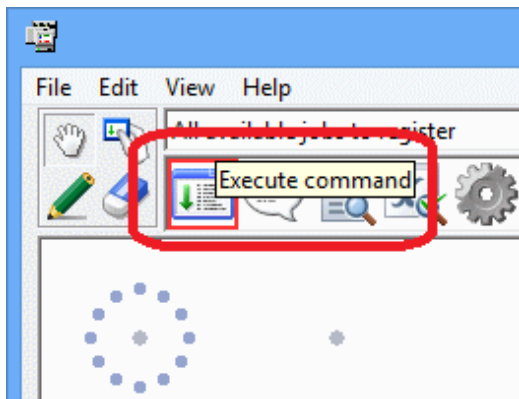 File Edit View Help
All available jobs to register
Execute command